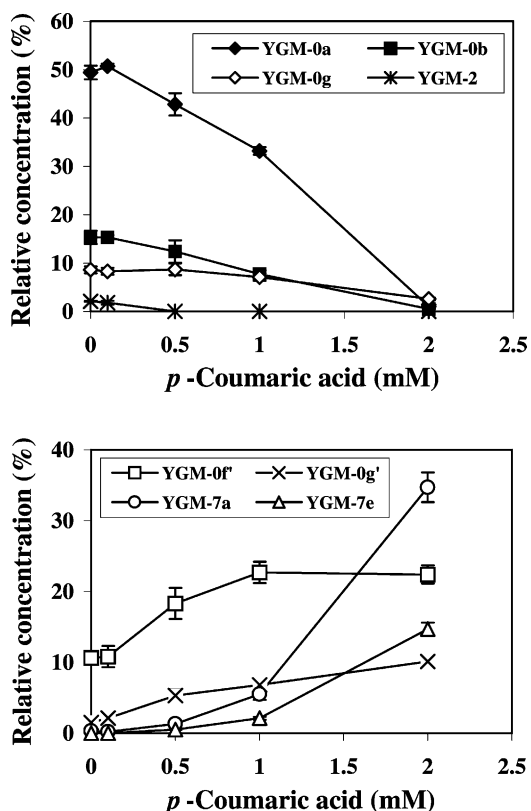 Relative concentration (%)
60
50
40
30
20
10
0
YGM-0a YGM-0b
YGM-0g YGM-2
0 0.5 1 1.5 2 2.5
p -Coumaric acid (mM)
Relative concentration (%)
40
30
20
10
0
YGM-0f' YGM-0g'
YGM-7a YGM-7e
0 0.5 1 1.5 2 2.5
p -Coumaric acid (mM)